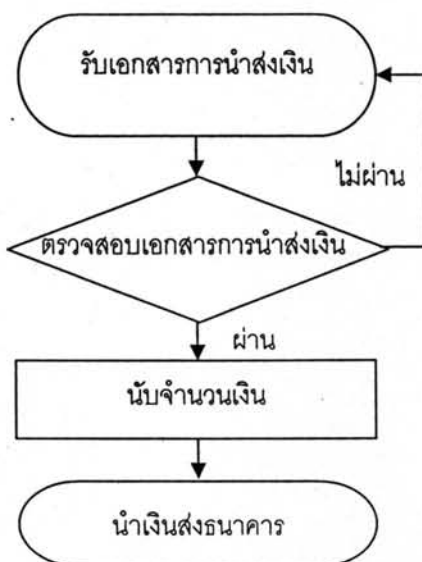 รับเอกสารการนำส่งเงิน
ไม่ผ่าน
ตรวจสอบเอกสารการนำส่งเงิน
ผ่าน
นับจำนวนเงิน
นำเงินส่งธนาคาร